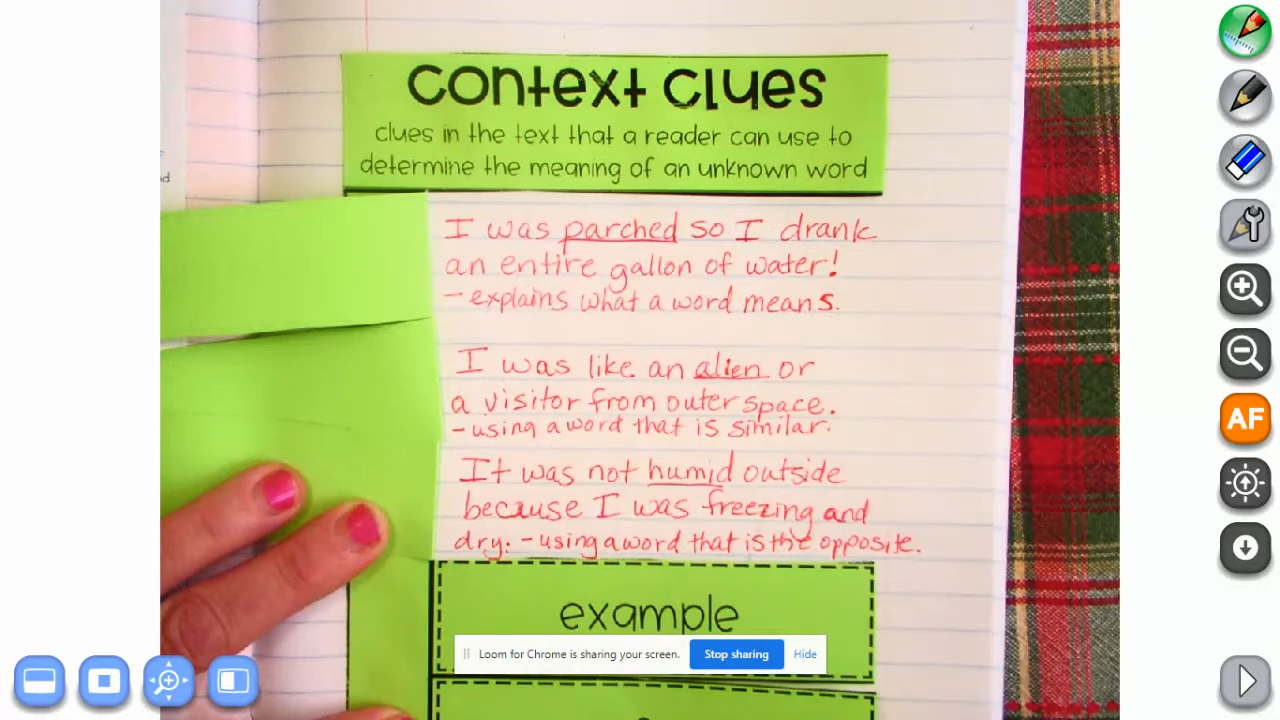 context clues
clues in the text that a reader can use to
determine the meaning of an unknown word
I was parched so I drank
an entire gallon of water!
- explains what a word means.
I was like an alien or
a visitor from outer space.
- using a word that is similar.
It was not humid outside
because I was freezing and
dry. - using a word that is the opposite.
example
Loom for Chrome is sharing your screen. Stop sharing Hide
AF